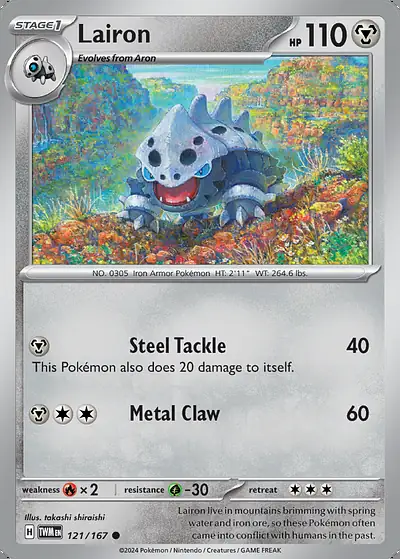 STAGE1 Lairon HP 110
Evolves from Aron
NO. 0305 Iron Armor Pokémon HT: 2'11" WT: 264.6 lbs.
Steel Tackle 40
This Pokémon also does 20 damage to itself.
Metal Claw 60
weakness × 2 resistance -30 retreat
Illus. takashi shiraishi
H TWM EN 121/167
Lairon live in mountains brimming with spring
water and iron ore, so these Pokémon often
came into conflict with humans in the past.
©2024 Pokémon / Nintendo / Creatures / GAME FREAK